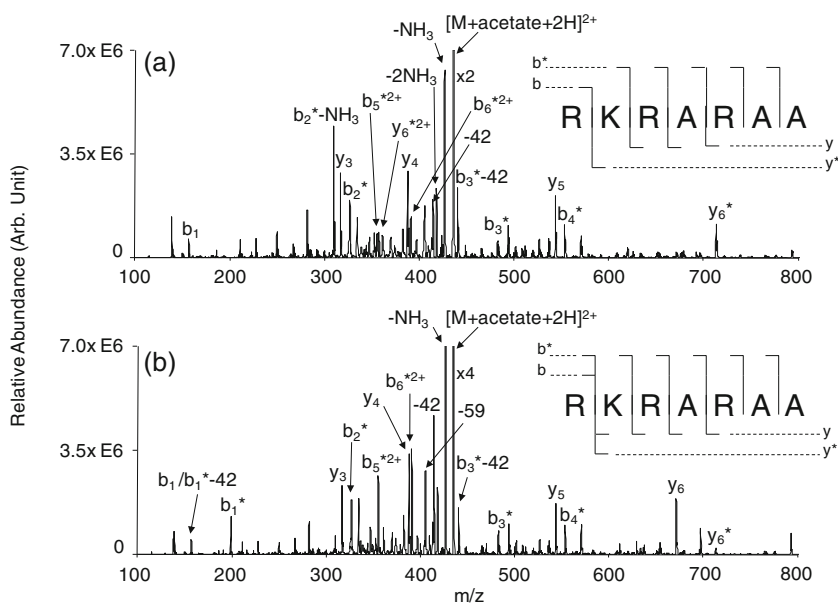 Relative Abundance (Arb. Unit)
(a)
7.0x E6
3.5x E6
0
-NH3
[M+acetate+2H]2+
x2
-2NH3
b6*2+
b5*2+
-42
b2*-NH3
y6*2+
y3
y4
b2*
b3*-42
b1
b3*
y5
b4*
y6*
b*
b
R K R A R A A
y
y*
100 200 300 400 500 600 700 800
(b)
7.0x E6
3.5x E6
0
-NH3
[M+acetate+2H]2+
x4
b6*2+
y4
-42
-59
b2*
b5*2+
b3*-42
y3
b1/b1*-42
b1*
b3*
y5
b4*
y6
y6*
b*
b
R K R A R A A
y
y*
100 200 300 400 500 600 700 800
m/z